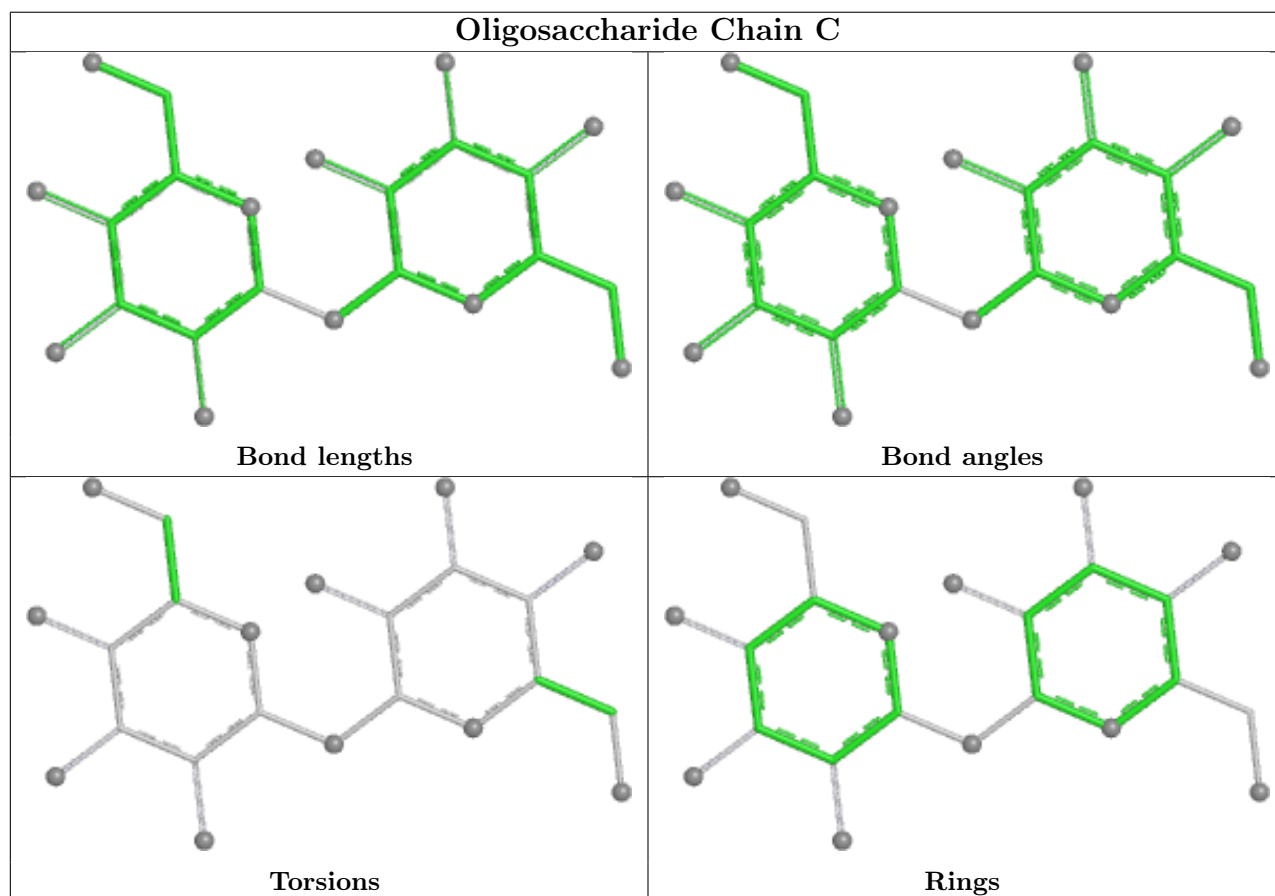 Oligosaccharide Chain C
Bond lengths
Bond angles
Torsions
Rings